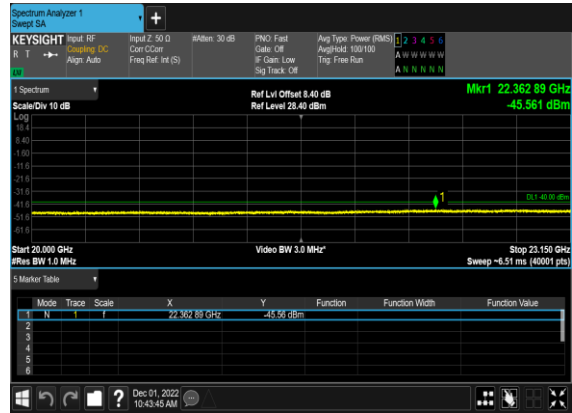 Spectrum Analyzer 1
Swept SA
+
KEYSIGHT Input: RF Input Z: 50 Ω #Atten: 30 dB PNO: Fast Avg Type: Power (RMS) 1 2 3 4 5 6
R T Coupling: DC Corr CCorr Gate: Off Avg|Hold: 100/100 A W W W W W
Align: Auto Freq Ref: Int (S) IF Gain: Low Trig: Free Run A N N N N N
Sig Track: Off
1 Spectrum Ref Lvl Offset 8.40 dB Mkr1 22.362 89 GHz
Scale/Div 10 dB Ref Level 28.40 dBm -45.561 dBm
Log
18.4
8.40
-1.60
-11.6
-21.6
-31.6
1
DL1 -40.00 dBm
-41.6
-51.6
-61.6
Start 20.000 GHz Video BW 3.0 MHz* Stop 23.150 GHz
#Res BW 1.0 MHz Sweep ~6.51 ms (40001 pts)
5 Marker Table
Mode Trace Scale X Y Function Function Width Function Value
1 N 1 f 22.362 89 GHz -45.56 dBm
2
3
4
5
6
? Dec 01, 2022
10:43:45 AM